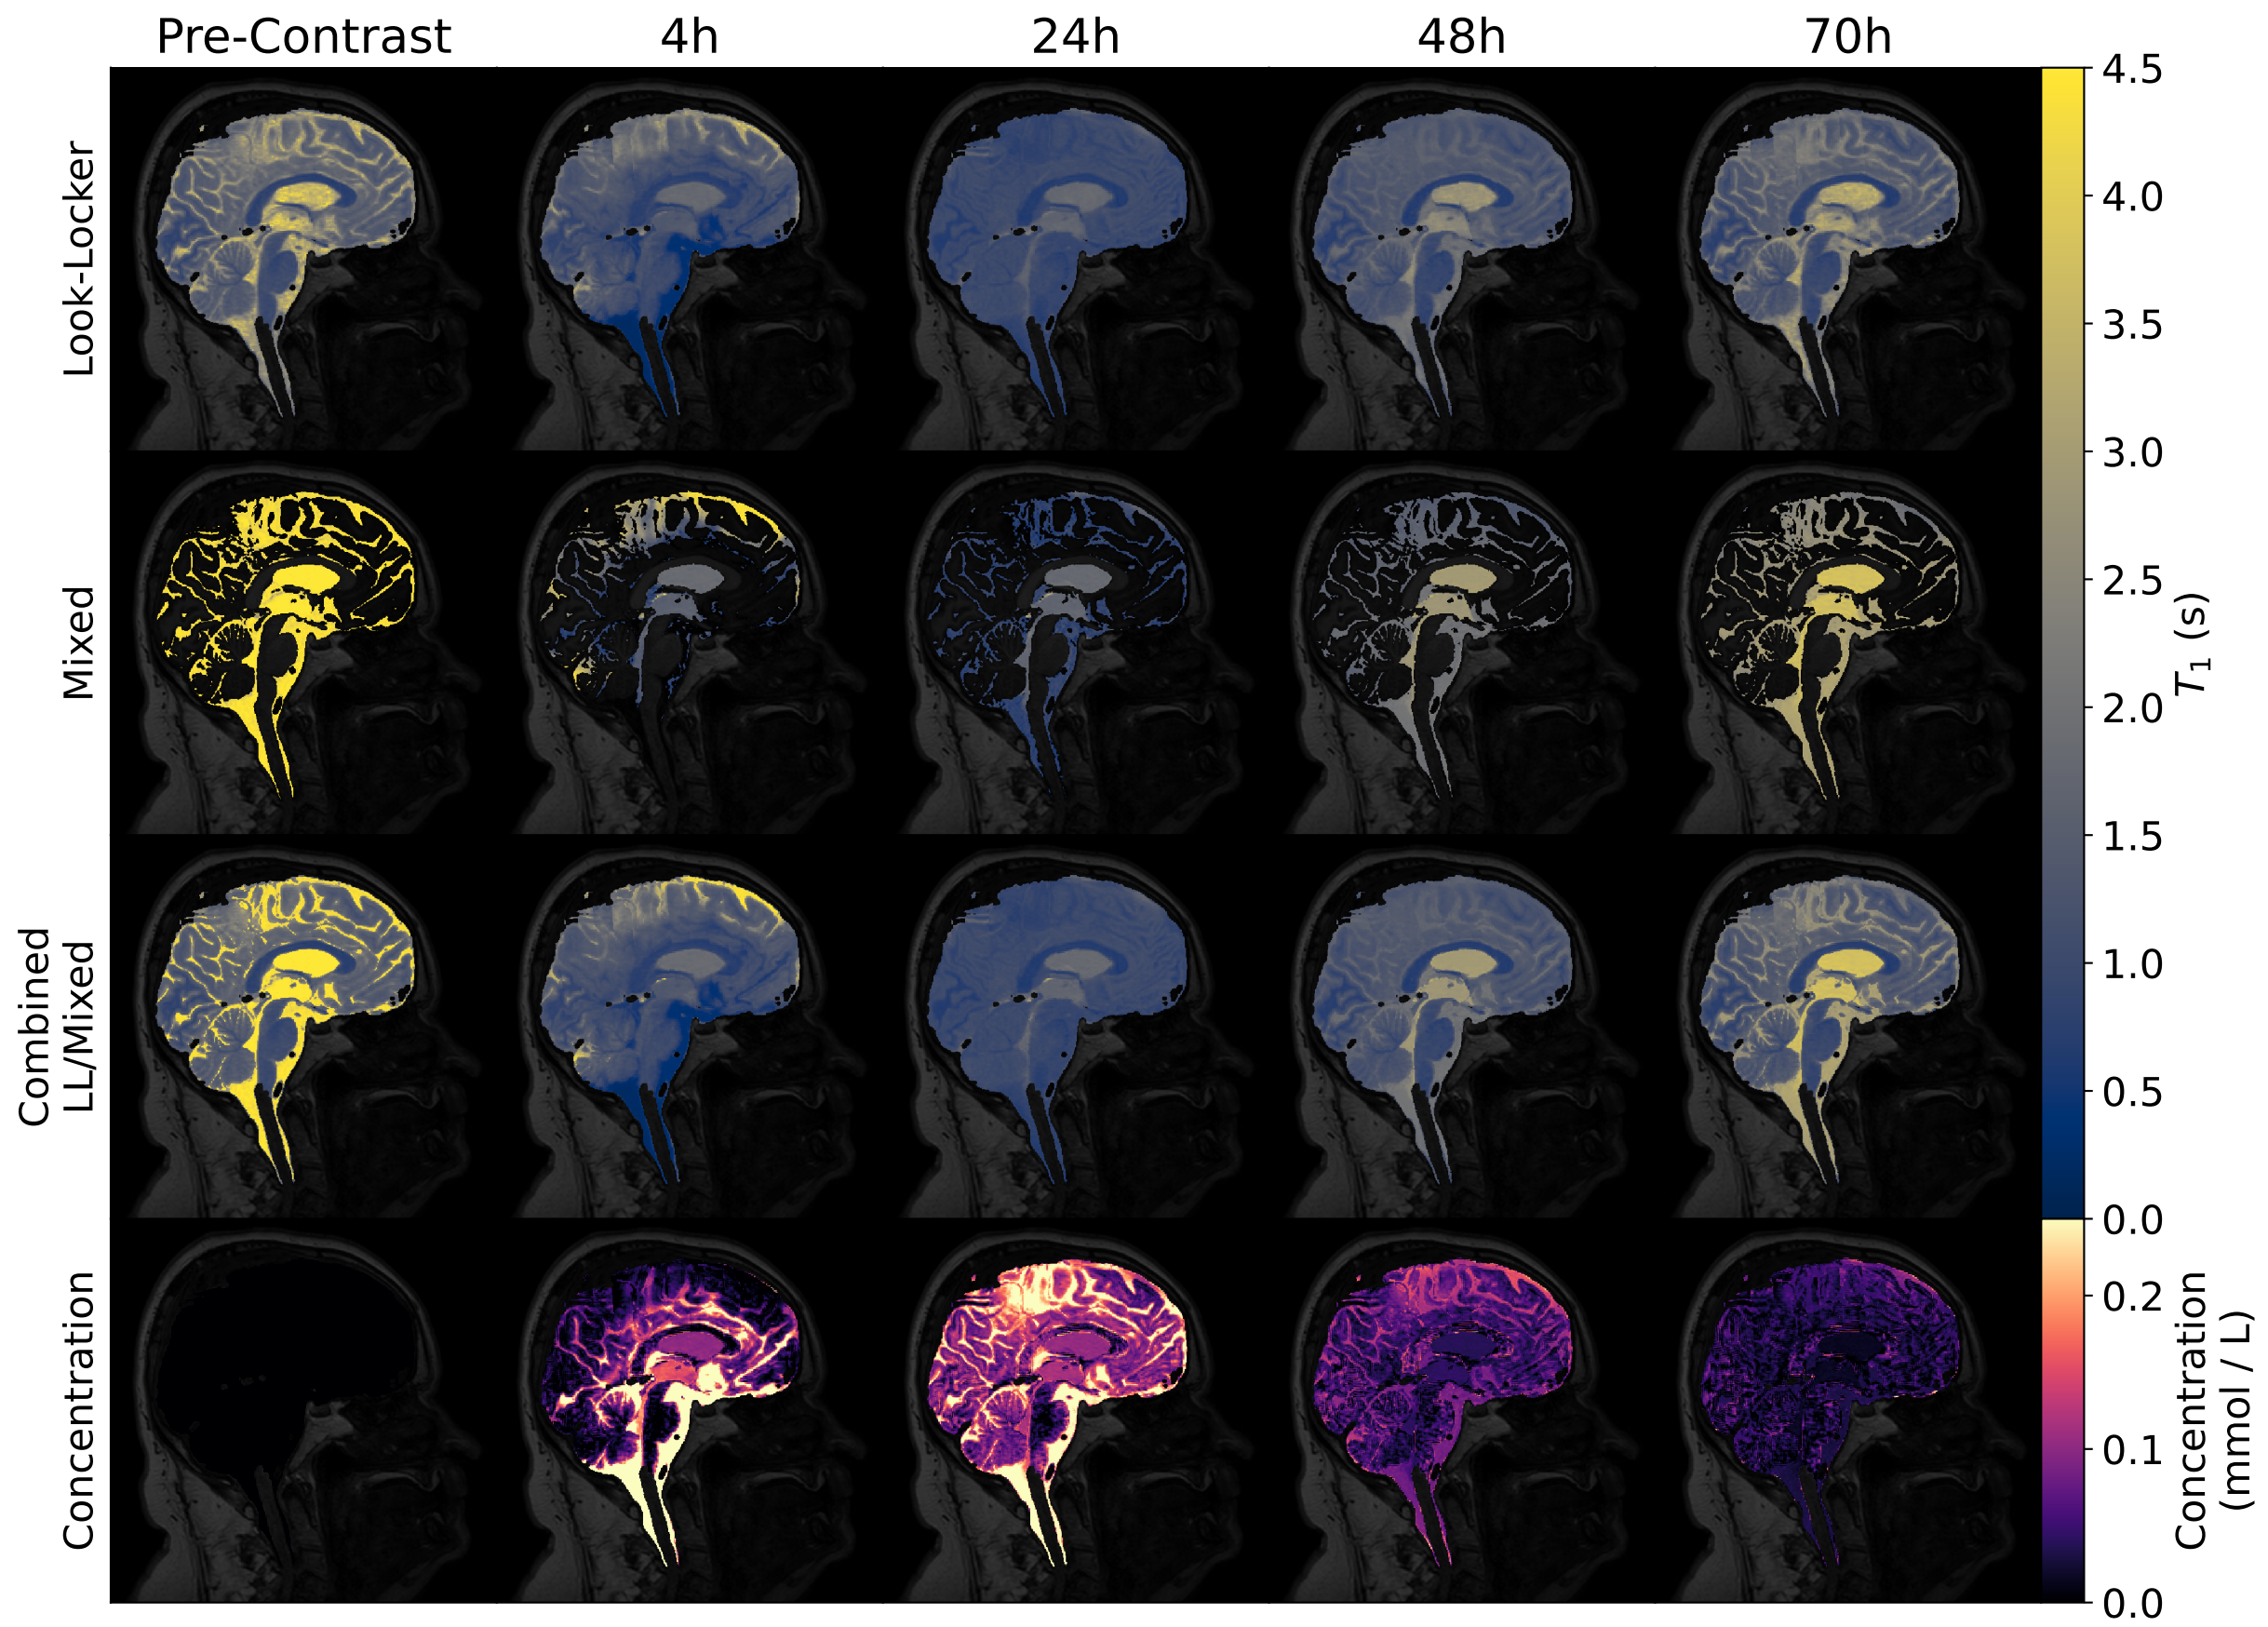 Pre-Contrast 4h 24h 48h 70h
Look-Locker
Mixed
Combined
LL/Mixed
Concentration
4.5
4.0
3.5
3.0
2.5
2.0
1.5
1.0
0.5
0.0
T₁ (s)
0.2
0.1
0.0
Concentration
(mmol / L)